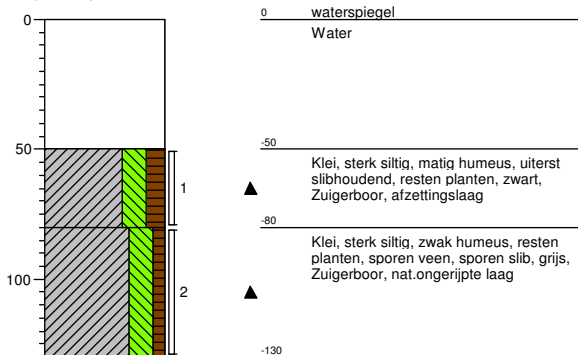 0
0
waterspiegel
Water
50
-50
Klei, sterk siltig, matig humeus, uiterst
slibhoudend, resten planten, zwart,
Zuigerboor, afzettingslaag
1
-80
Klei, sterk siltig, zwak humeus, resten
planten, sporen veen, sporen slib, grijs,
Zuigerboor, nat.ongerijpte laag
100
2
-130